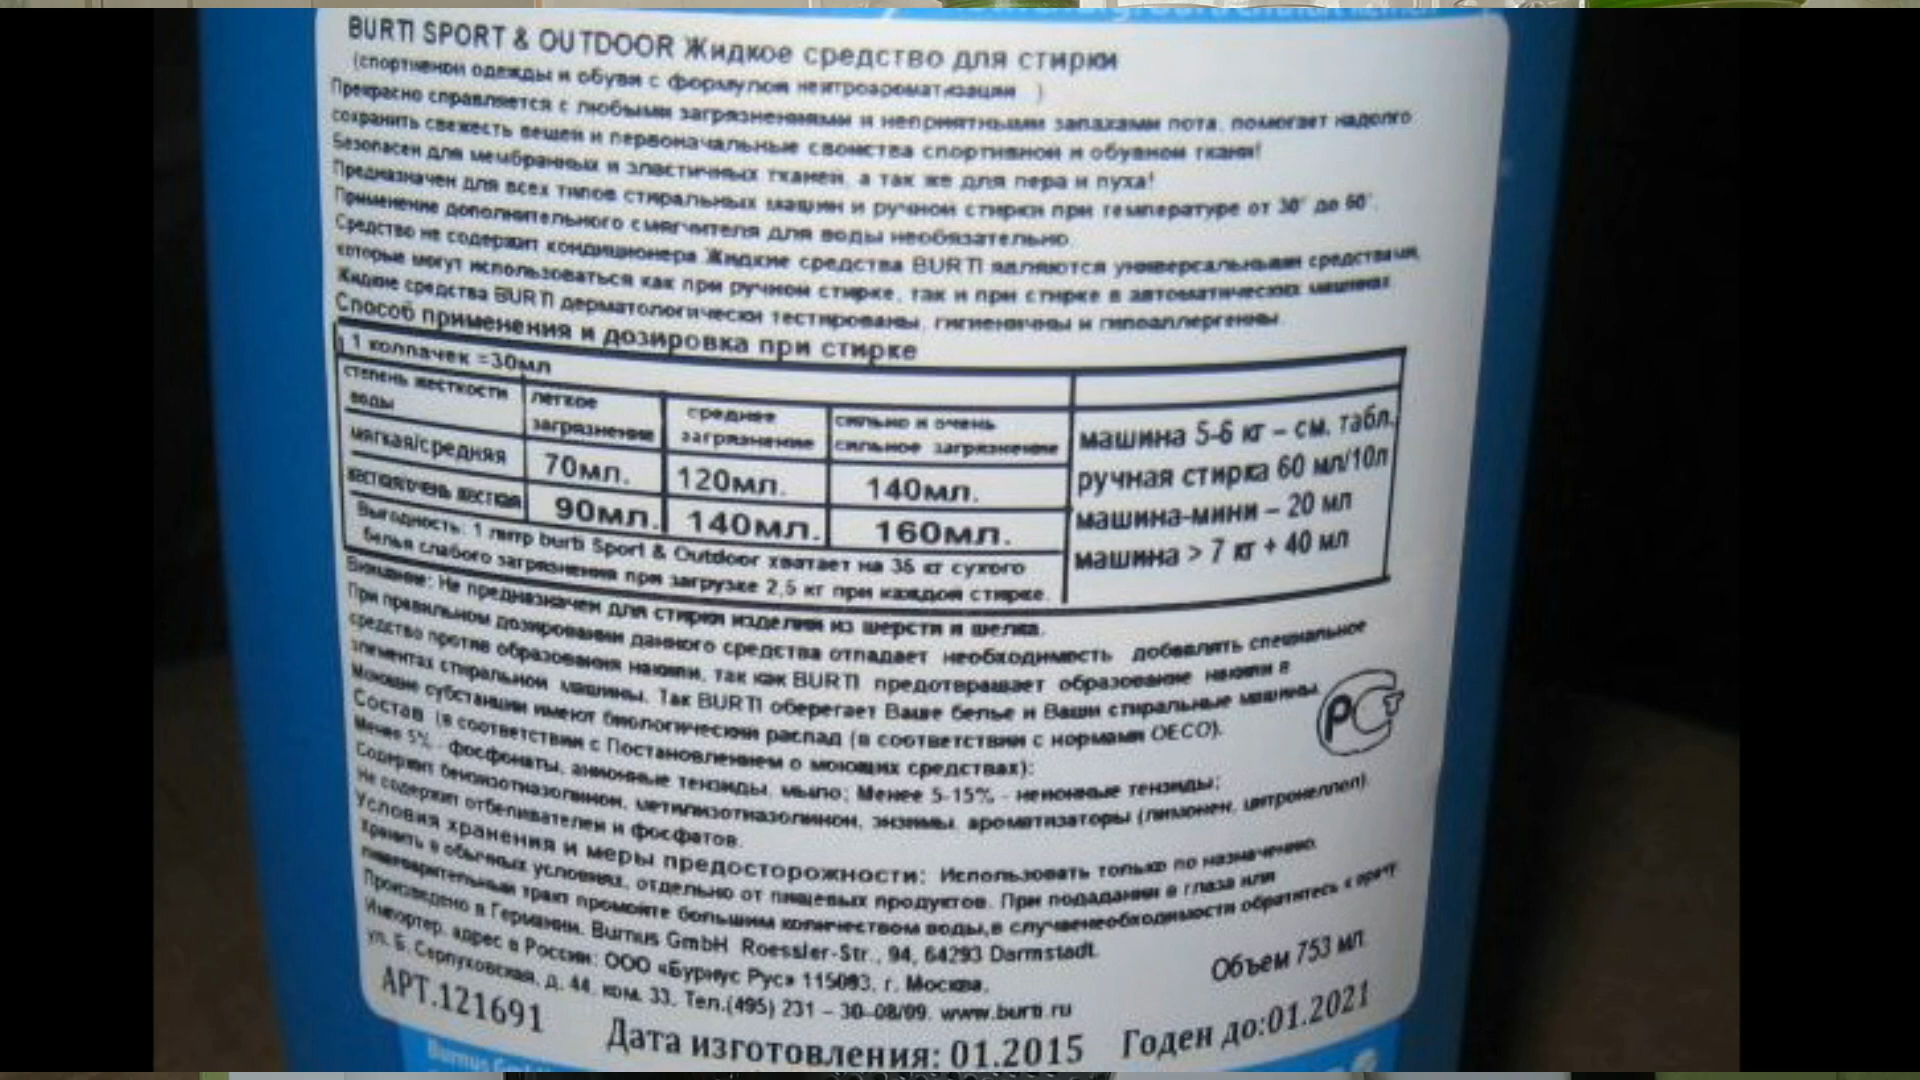 BURTI SPORT & OUTDOOR Жидкое средство для стирки
(спортивной одежды и обуви с формулой нейтроароматизации )
Прекрасно справляется с любыми загрязнениями и неприятными запахами пота, помогает надолго
сохранить свежесть вещей и первоначальные свойства спортивной и обувной ткани!
Безопасен для мембранных и эластичных тканей, а так же для пера и пуха!
Предназначен для всех типов стиральных машин и ручной стирки при температуре от 30° до 60°.
Применение дополнительного смягчителя для воды необязательно.
Средство не содержит кондиционера Жидкие средства BURTI являются универсальными средствами,
которые могут использоваться как при ручной стирке, так и при стирке в автоматических машинах.
Жидкие средства BURTI дерматологически тестированы, гигиеничны и гипоаллергенны.
Способ применения и дозировка при стирке
1 колпачек =30мл
степень жесткости воды
легкое загрязнение
среднее загрязнение
сильно и очень сильное загрязнение
мягкая/средняя 70мл. 120мл. 140мл.
жесткая/очень жесткая 90мл. 140мл. 160мл.
машина 5-6 кг – см. табл.
ручная стирка 60 мл/10л
машина-мини – 20 мл
машина > 7 кг + 40 мл
Выгодность: 1 литр burti Sport & Outdoor хватает на 35 кг сухого
белья слабого загрязнения при загрузке 2,5 кг при каждой стирке.
Внимание: Не предназначен для стирки изделий из шерсти и шелка.
При правильном дозировании данного средства отпадает необходимость добавлять специальное
средство против образования накипи, так как BURTI предотвращает образование накипи в
элементах стиральной машины. Так BURTI оберегает Ваше белье и Ваши стиральные машины.
Моющие субстанции имеют биологический распад (в соответствии с нормами OECO).
Состав (в соответствии с Постановлением о моющих средствах):
Менее 5% - фосфонаты, анионные тензиды, мыло; Менее 5-15% - неионные тензиды;
Содержит бензизотиазолинон, метилизотиазолинон, энзимы, ароматизаторы (лимонен, цитронеллол).
Не содержит отбеливателей и фосфатов.
Условия хранения и меры предосторожности: Использовать только по назначению.
Хранить в обычных условиях, отдельно от пищевых продуктов. При попадании в глаза или
пищеварительный тракт промойте большим количеством воды,в случаенеобходимости обратитесь к врачу.
Произведено в Германии. Burnus GmbH Roessler-Str., 94, 64293 Darmstadt.
Импортер, адрес в России: ООО «Бурнус Рус» 115093, г. Москва,
ул. Б. Серпуховская, д. 44, ком. 33. Тел.(495) 231 – 30–08/09. www.burti.ru
Объем 753 мл.
АРТ.121691
Дата изготовления: 01.2015
Годен до:01.2021